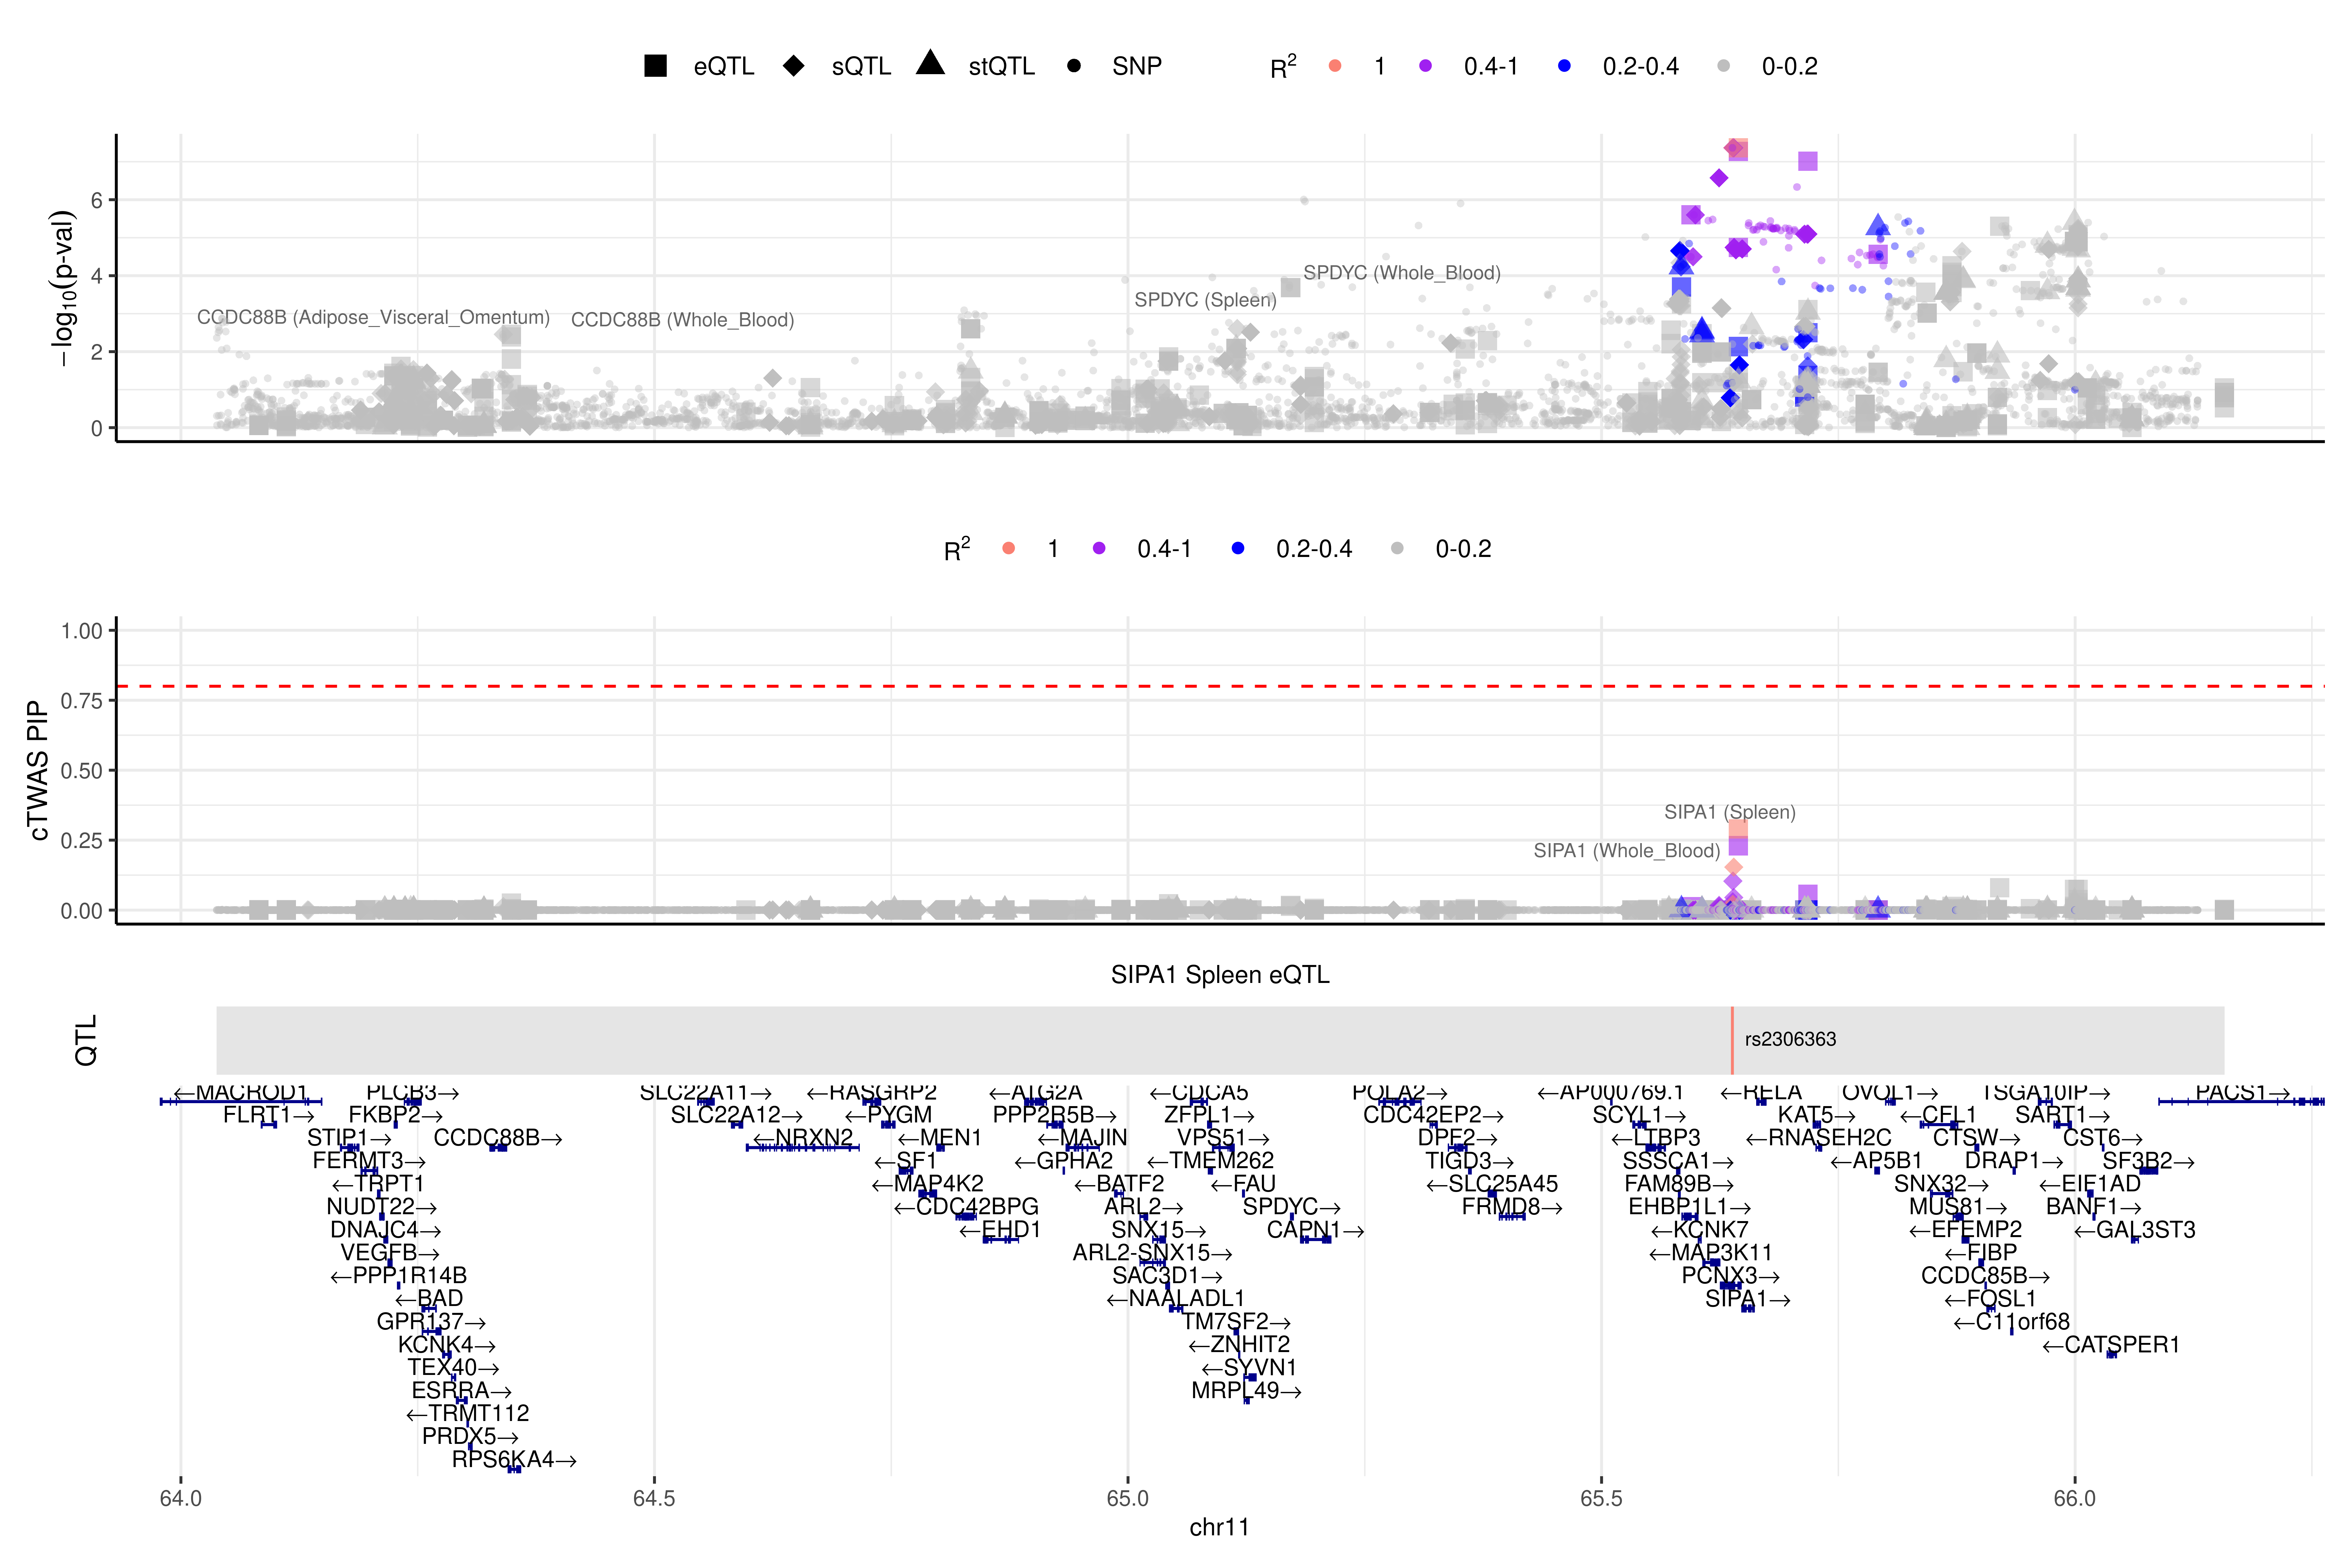 eQTL sQTL stQTL SNP R2 1 0.4-1 0.2-0.4 0-0.2
−log10(p-val)
6
4
2
0
SPDYC (Whole_Blood)
SPDYC (Spleen)
CCDC88B (Adipose_Visceral_Omentum) CCDC88B (Whole_Blood)
R2 1 0.4-1 0.2-0.4 0-0.2
cTWAS PIP
1.00
0.75
0.50
0.25
0.00
SIPA1 (Spleen)
SIPA1 (Whole_Blood)
SIPA1 Spleen eQTL
QTL
rs2306363
←MACROD1 PLCB3→ SLC22A11→ ←RASGRP2 ←ATG2A ←CDCA5 POLA2→ ←AP000769.1 ←RELA OVOL1→ TSGA10IP→ PACS1→
FLRT1→ FKBP2→ SLC22A12→ ←PYGM PPP2R5B→ ZFPL1→ CDC42EP2→ SCYL1→ KAT5→ ←CFL1 SART1→
STIP1→ CCDC88B→ ←NRXN2 ←MEN1 ←MAJIN VPS51→ DPF2→ ←LTBP3 ←RNASEH2C CTSW→ CST6→
FERMT3→ ←SF1 ←GPHA2 ←TMEM262 TIGD3→ SSSCA1→ ←AP5B1 DRAP1→ SF3B2→
←TRPT1 ←MAP4K2 ←BATF2 ←FAU ←SLC25A45 FAM89B→ SNX32→ ←EIF1AD
NUDT22→ ←CDC42BPG ARL2→ SPDYC→ FRMD8→ EHBP1L1→ MUS81→ BANF1→
DNAJC4→ ←EHD1 SNX15→ CAPN1→ ←KCNK7 ←EFEMP2 ←GAL3ST3
VEGFB→ ARL2-SNX15→ ←MAP3K11 ←FIBP
←PPP1R14B SAC3D1→ PCNX3→ CCDC85B→
←BAD ←NAALADL1 SIPA1→ ←FOSL1
GPR137→ TM7SF2→ ←C11orf68
KCNK4→ ←ZNHIT2 ←CATSPER1
TEX40→ ←SYVN1
ESRRA→ MRPL49→
←TRMT112
PRDX5→
RPS6KA4→
64.0 64.5 65.0 65.5 66.0
chr11